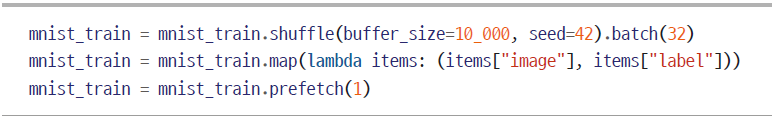 mnist_train = mnist_train.shuffle(buffer_size=10_000, seed=42).batch(32)
mnist_train = mnist_train.map(lambda items: (items["image"], items["label"]))
mnist_train = mnist_train.prefetch(1)